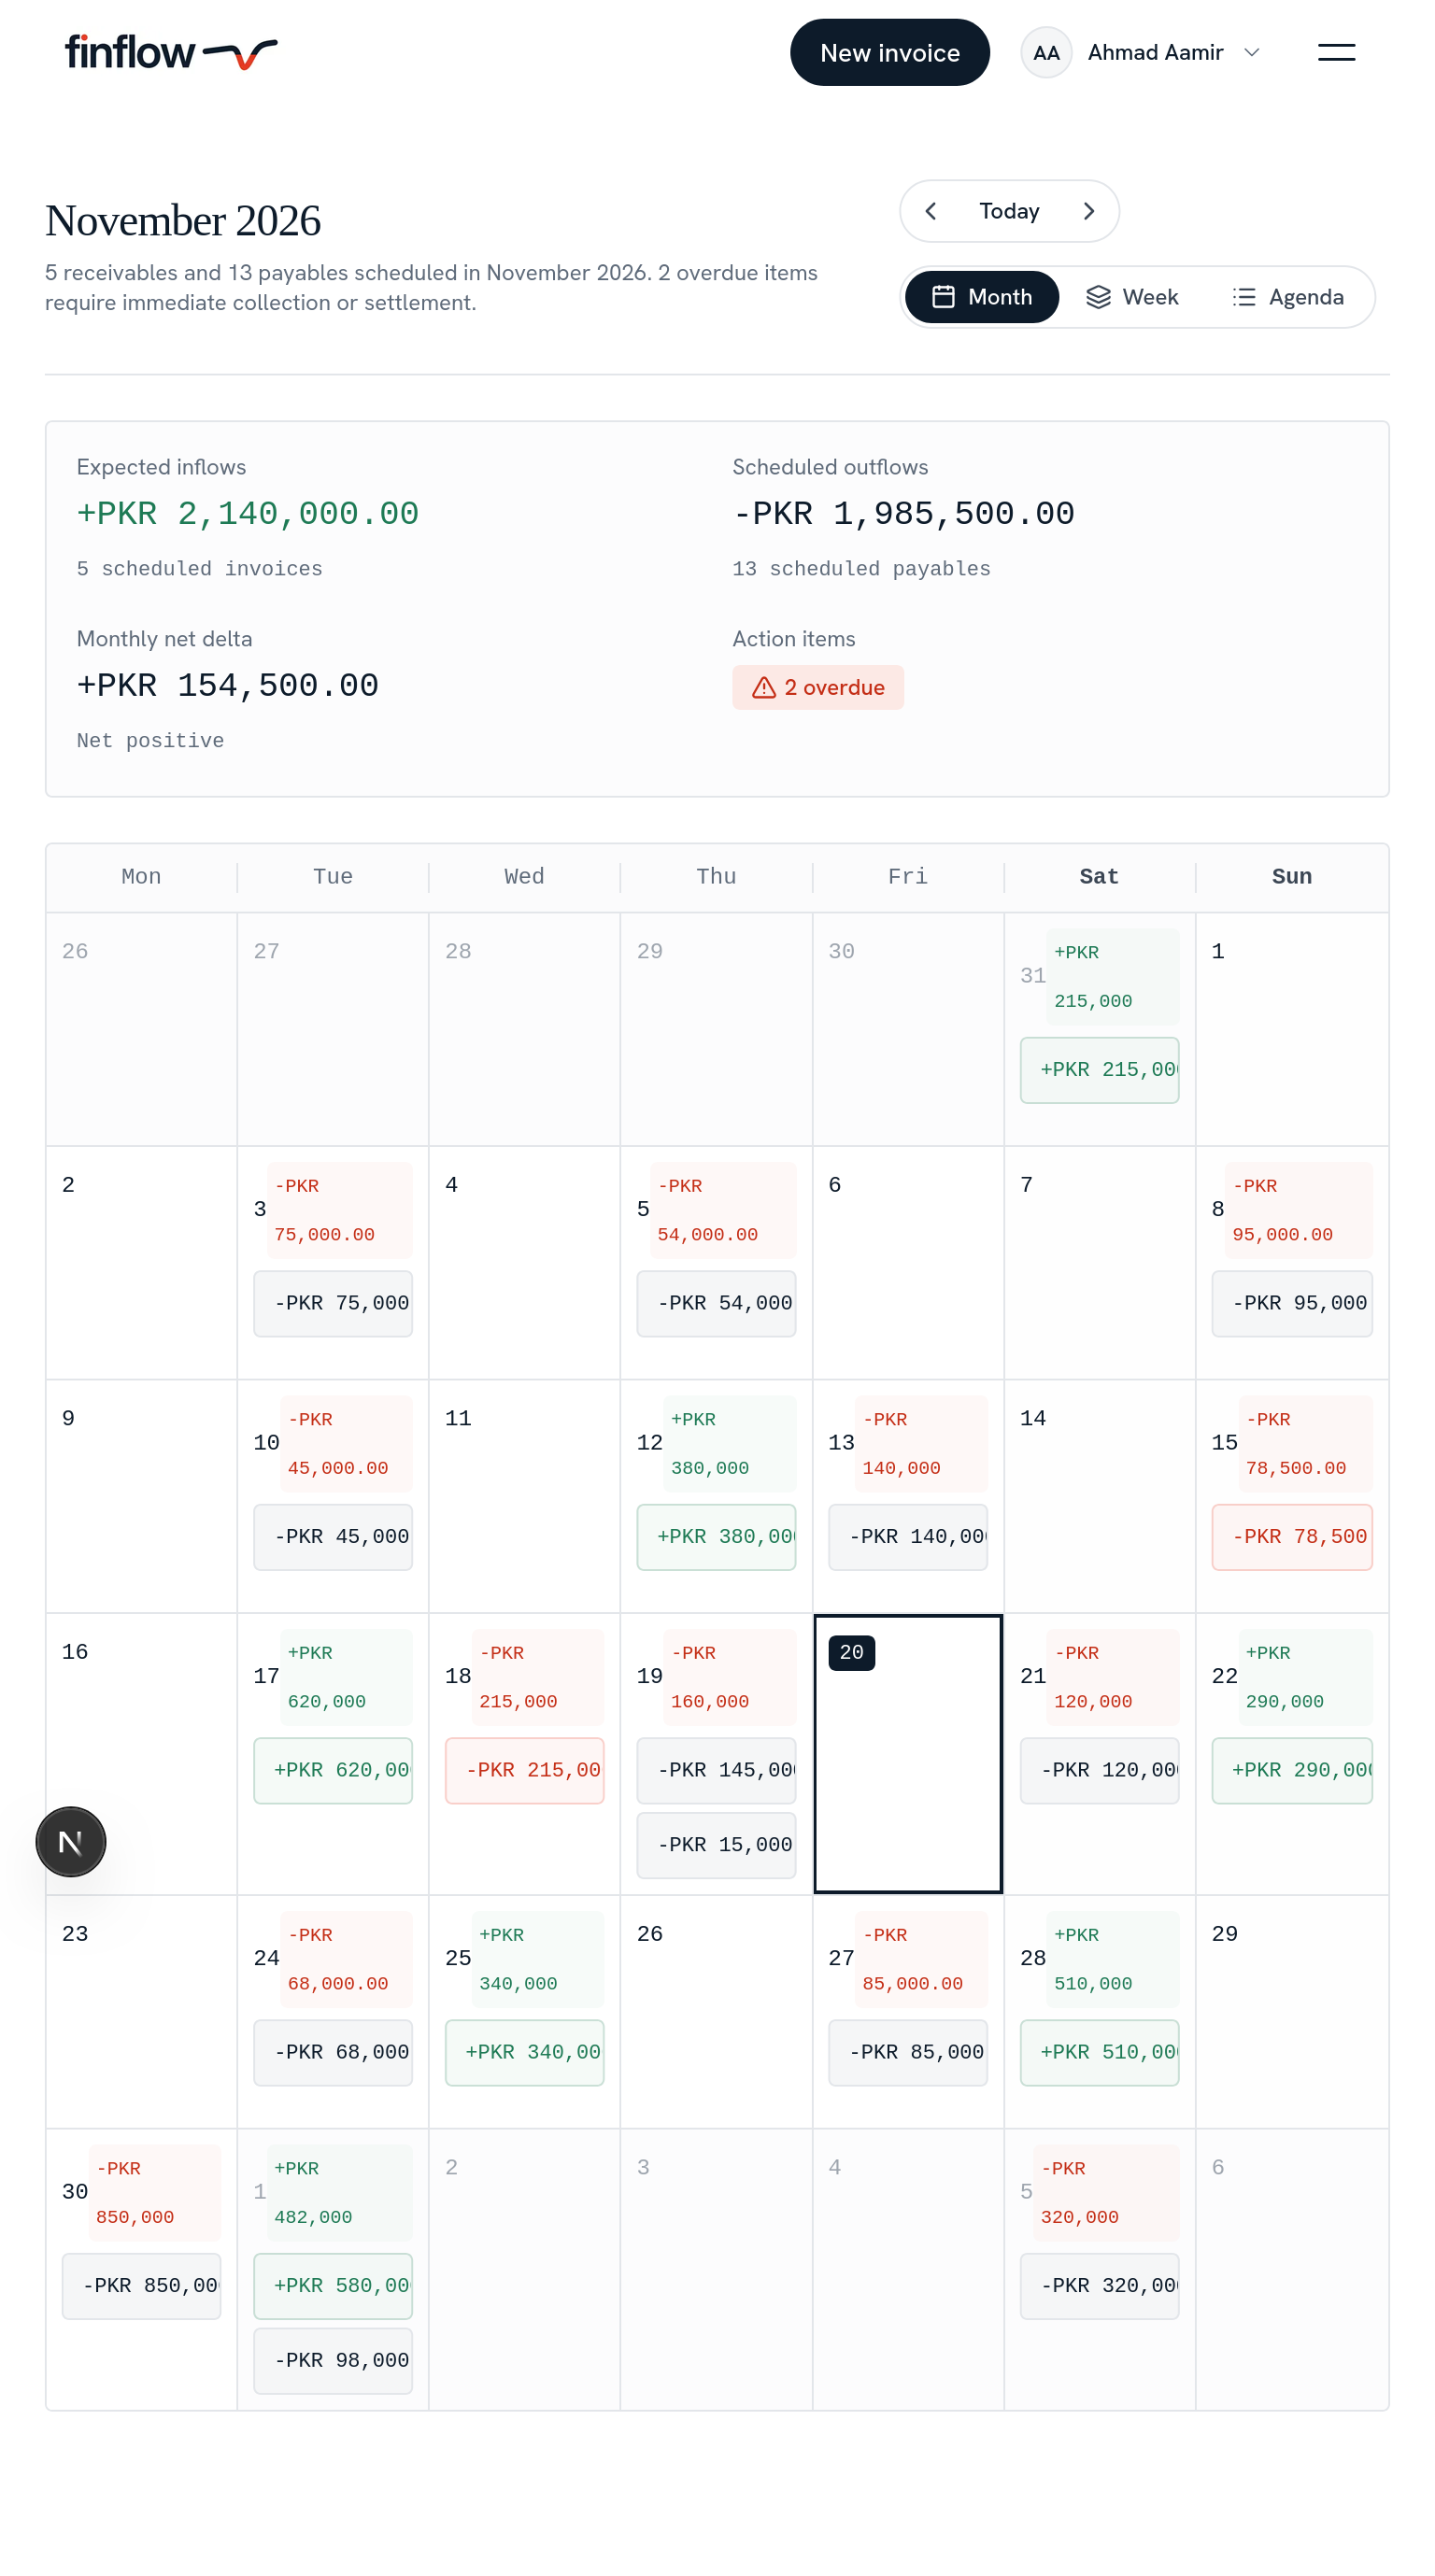 finflow
New invoice
AA
Ahmad Aamir
November 2026
5 receivables and 13 payables scheduled in November 2026. 2 overdue items
require immediate collection or settlement.
Today
Month
Week
Agenda
Expected inflows
+PKR 2,140,000.00
5 scheduled invoices
Scheduled outflows
-PKR 1,985,500.00
13 scheduled payables
Monthly net delta
+PKR 154,500.00
Net positive
Action items
2 overdue
Mon Tue Wed Thu Fri Sat Sun
26
27
28
29
30
31
+PKR
215,000
+PKR 215,000
1
2
3
-PKR
75,000.00
-PKR 75,000
4
5
-PKR
54,000.00
-PKR 54,000
6
7
8
-PKR
95,000.00
-PKR 95,000
9
10
-PKR
45,000.00
-PKR 45,000
11
12
+PKR
380,000
+PKR 380,000
13
-PKR
140,000
-PKR 140,000
14
15
-PKR
78,500.00
-PKR 78,500
16
17
+PKR
620,000
+PKR 620,00
18
-PKR
215,000
-PKR 215,00
19
-PKR
160,000
-PKR 145,000
-PKR 15,000
20
21
-PKR
120,000
-PKR 120,000
22
+PKR
290,000
+PKR 290,000
N
23
24
-PKR
68,000.00
-PKR 68,000
25
+PKR
340,000
+PKR 340,00
26
27
-PKR
85,000.00
-PKR 85,000
28
+PKR
510,000
+PKR 510,000
29
30
-PKR
850,000
-PKR 850,000
1
+PKR
482,000
+PKR 580,00
-PKR 98,000
2
3
4
5
-PKR
320,000
-PKR 320,000
6